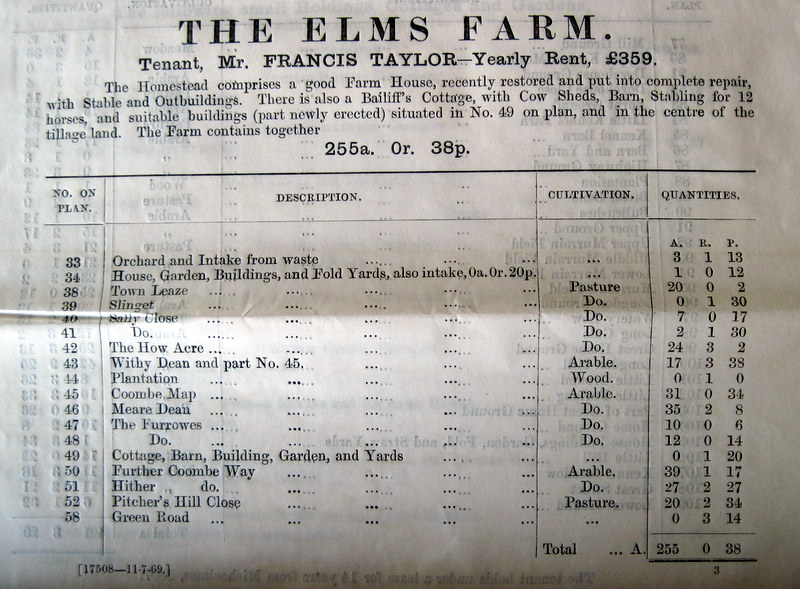 THE ELMS FARM.
Tenant, Mr. FRANCIS TAYLOR—Yearly Rent, £359.
The Homestead comprises a good Farm House, recently restored and put into complete repair,
with Stable and Outbuildings. There is also a Bailiff's Cottage, with Cow Sheds, Barn, Stabling for 12
horses, and suitable buildings (part newly erected) situated in No. 49 on plan, and in the centre of the
tillage land. The Farm contains together
255a. 0r. 38p.
NO. ON PLAN. DESCRIPTION. CULTIVATION. QUANTITIES.
A. R. P.
33 Orchard and Intake from waste ... ... ... ... 3 1 13
34 House, Garden, Buildings, and Fold Yards, also intake, 0a. 0r. 20p. ... 1 0 12
38 Town Leaze ... ... ... ... ... Pasture 20 0 2
39 Slinget ... ... ... ... ... Do. 0 1 30
40 Sally Close ... ... ... ... ... Do. 7 0 17
41 Do. ... ... ... ... ... Do. 2 1 30
42 The How Acre ... ... ... ... ... Do. 24 3 2
43 Withy Dean and part No. 45. ... ... ... Arable. 17 3 38
44 Plantation ... ... ... ... Wood. 0 1 0
45 Coombe Map ... ... ... ... ... Arable. 31 0 34
46 Meare Dean ... ... ... ... ... Do. 35 2 8
47 The Furrowes ... ... ... ... ... Do. 10 0 6
48 Do. ... ... ... ... ... Do. 12 0 14
49 Cottage, Barn, Building, Garden, and Yards ... ... ... 0 1 20
50 Further Coombe Way ... ... ... ... Arable. 39 1 17
51 Hither „ do. ... ... ... ... Do. 27 2 27
52 Pitcher's Hill Close ... ... ... ... Pasture. 20 2 34
58 Green Road ... ... ... ... ... ... 0 3 14
Total ... A. 255 0 38
[17508—11-7-69.] 3